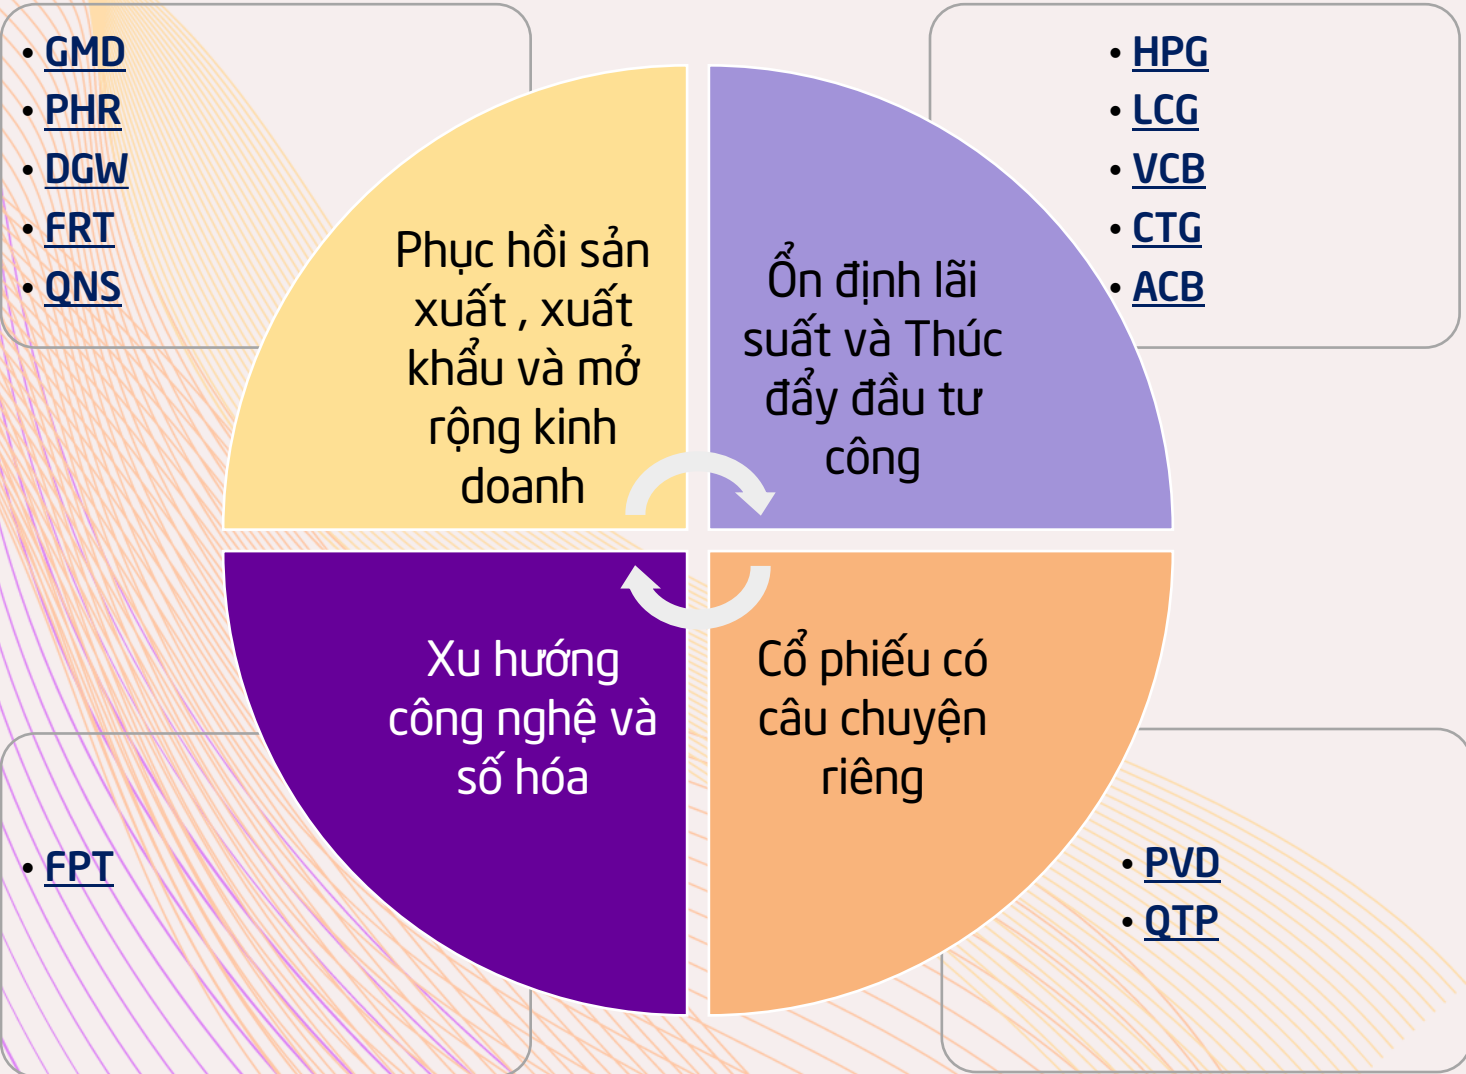 • GMD
• PHR
• DGW
• FRT
• QNS
Phục hồi sản
xuất , xuất
khẩu và mở
rộng kinh
doanh
Ổn định lãi
suất và Thúc
đẩy đầu tư
công
• HPG
• LCG
• VCB
• CTG
• ACB
• FPT
Xu hướng
công nghệ và
số hóa
Cổ phiếu có
câu chuyện
riêng
• PVD
• QTP